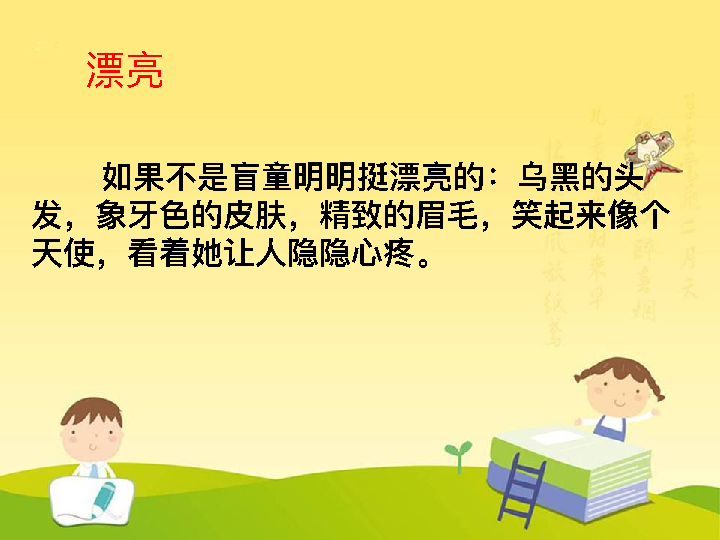 漂亮
如果不是盲童明明挺漂亮的：乌黑的头
发，象牙色的皮肤，精致的眉毛，笑起来像个
天使，看着她让人隐隐心疼。